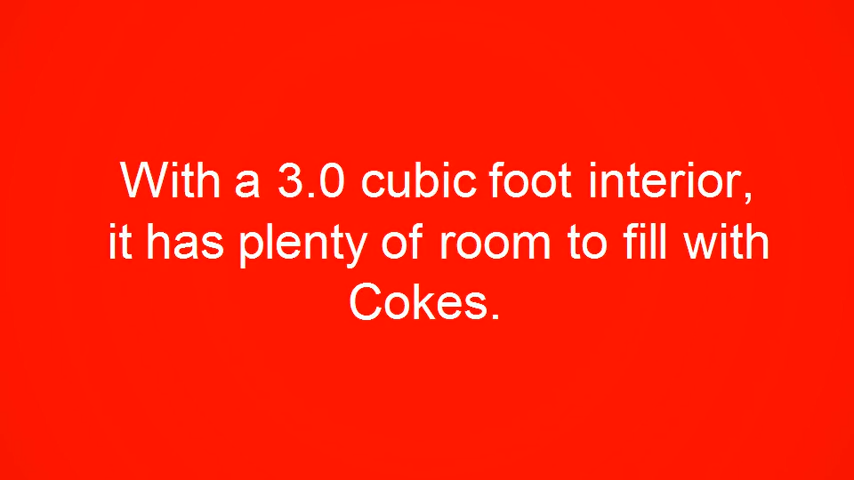 With a 3.0 cubic foot interior,
it has plenty of room to fill with
Cokes.